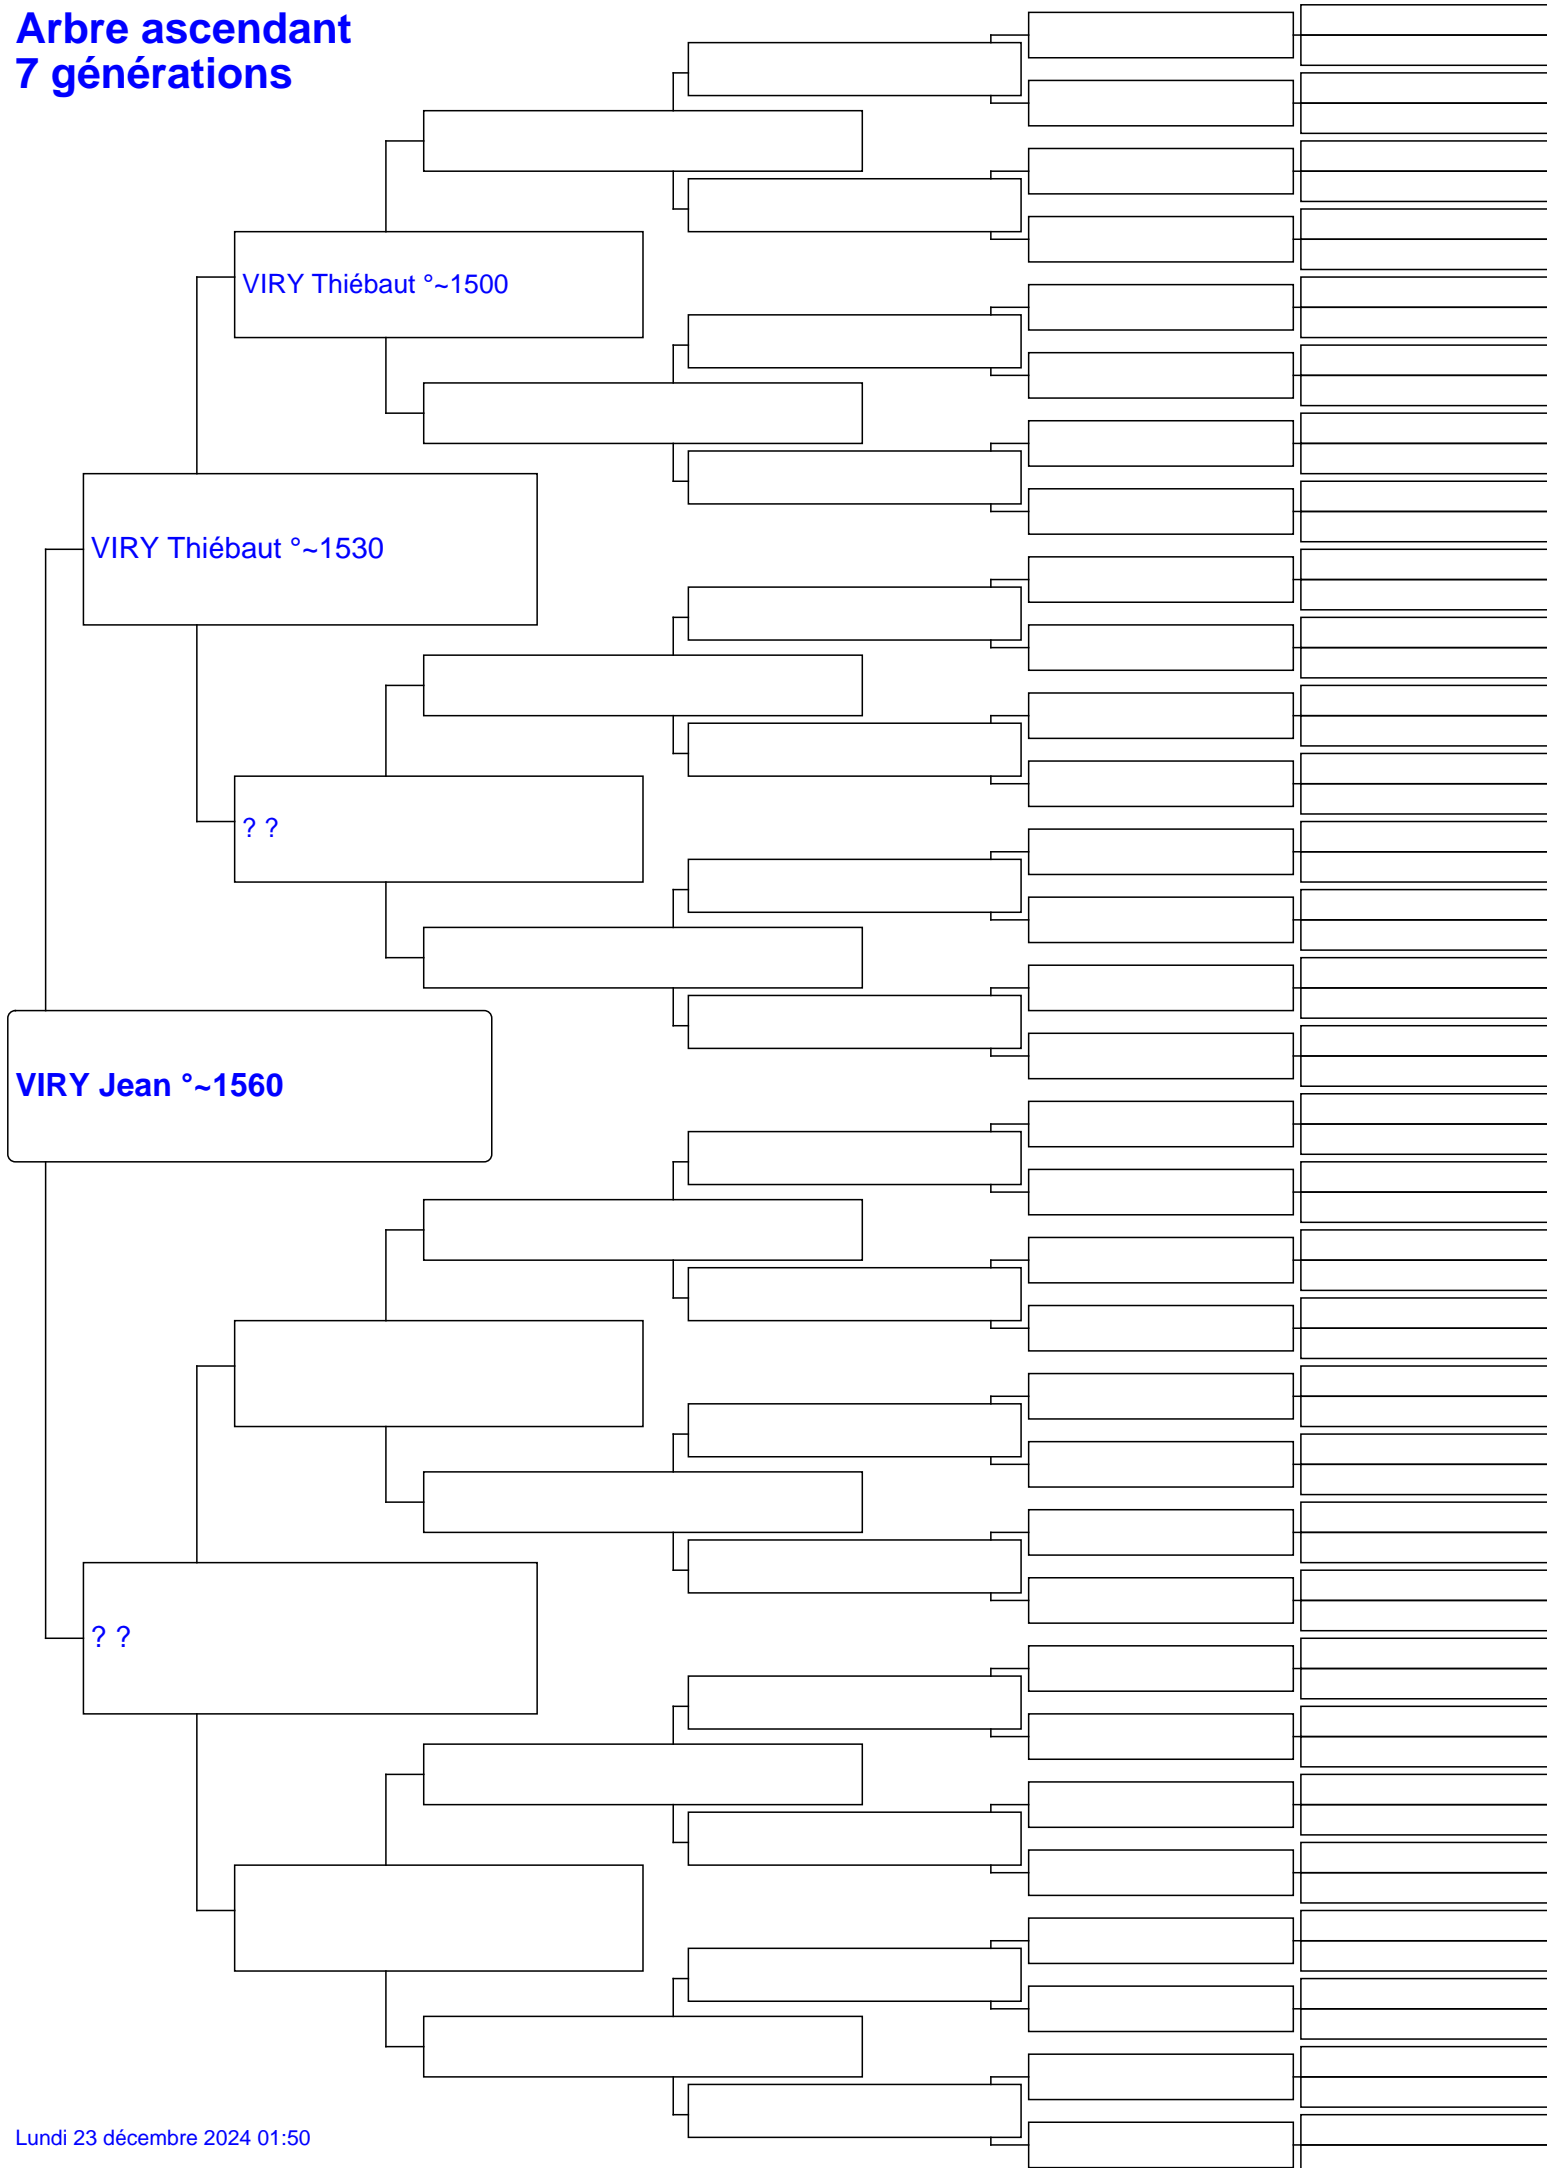 Arbre ascendant
7 générations
VIRY Thiébaut °~1500
VIRY Thiébaut °~1530
? ?
VIRY Jean °~1560
? ?
Lundi 23 décembre 2024 01:50